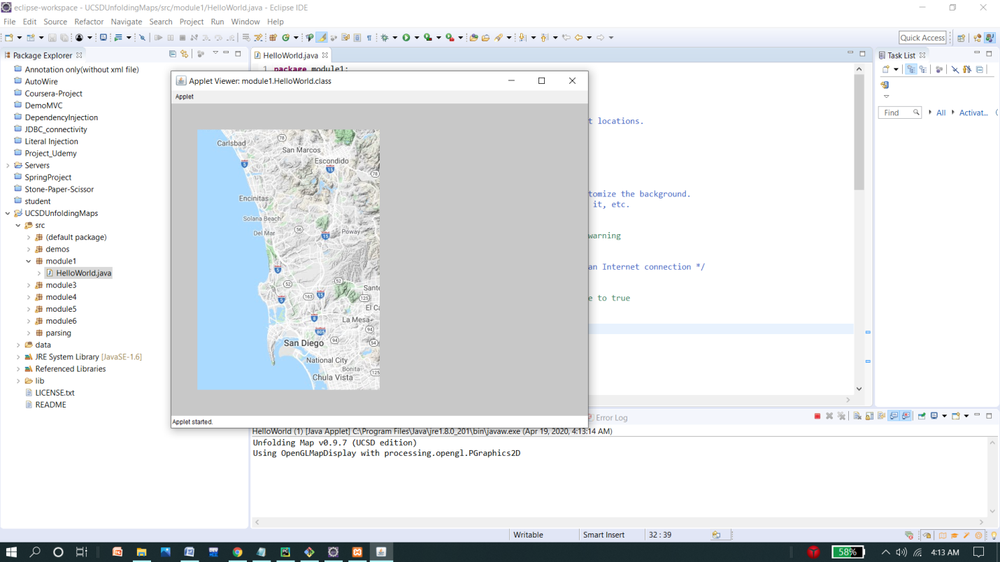 eclipse-workspace - UCSDUnfoldingMaps/src/module1/HelloWorld.java - Eclipse IDE
File Edit Source Refactor Navigate Search Project Run Window Help
Quick Access
Package Explorer
Annotation only(without xml file)
AutoWire
Coursera-Project
DemoMVC
DependencyInjection
JDBC_connectivity
Literal Injection
Project_Udemy
Servers
SpringProject
Stone-Paper-Scissor
student
UCSDUnfoldingMaps
src
(default package)
demos
module1
HelloWorld.java
module3
module4
module5
module6
parsing
data
JRE System Library [JavaSE-1.6]
Referenced Libraries
lib
LICENSE.txt
README
HelloWorld.java
1 package module1;
t locations.
tomize the background.
it, etc.
warning
an Internet connection */
e to true
Applet Viewer: module1.HelloWorld.class
Applet
Carlsbad
78
San Marcos
Escondido
5
15
78
Encinitas
Solana Beach
56
Del Mar
15
Poway
5
52
52
Sante
5
163
15
125
El Ca
8
La Mesa
805
94
San Diego
94
54
National City
Bonita
125
Chula Vista
Applet started.
Task List
Find
All
Activat...
Error Log
HelloWorld (1) [Java Applet] C:\Program Files\Java\jre1.8.0_201\bin\javaw.exe (Apr 19, 2020, 4:13:14 AM)
Unfolding Map v0.9.7 (UCSD edition)
Using OpenGLMapDisplay with processing.opengl.PGraphics2D
Writable
Smart Insert
32 : 39
58%
4:13 AM